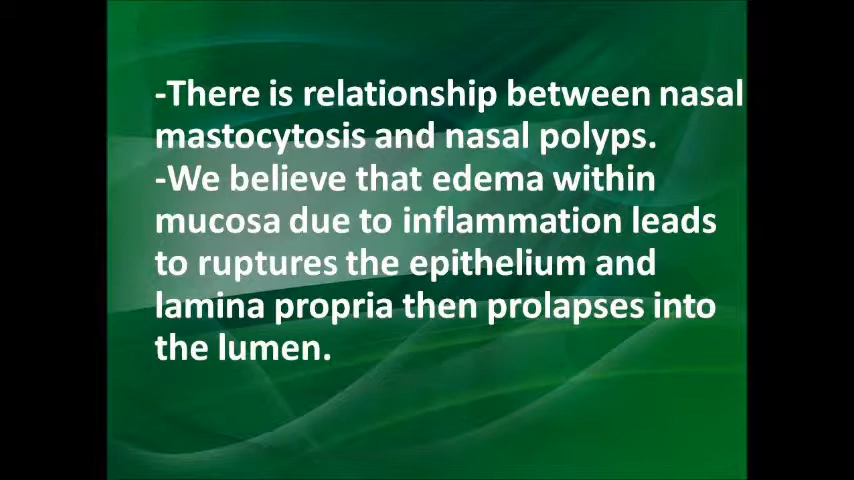 -There is relationship between nasal
mastocytosis and nasal polyps.
-We believe that edema within
mucosa due to inflammation leads
to ruptures the epithelium and
lamina propria then prolapses into
the lumen.